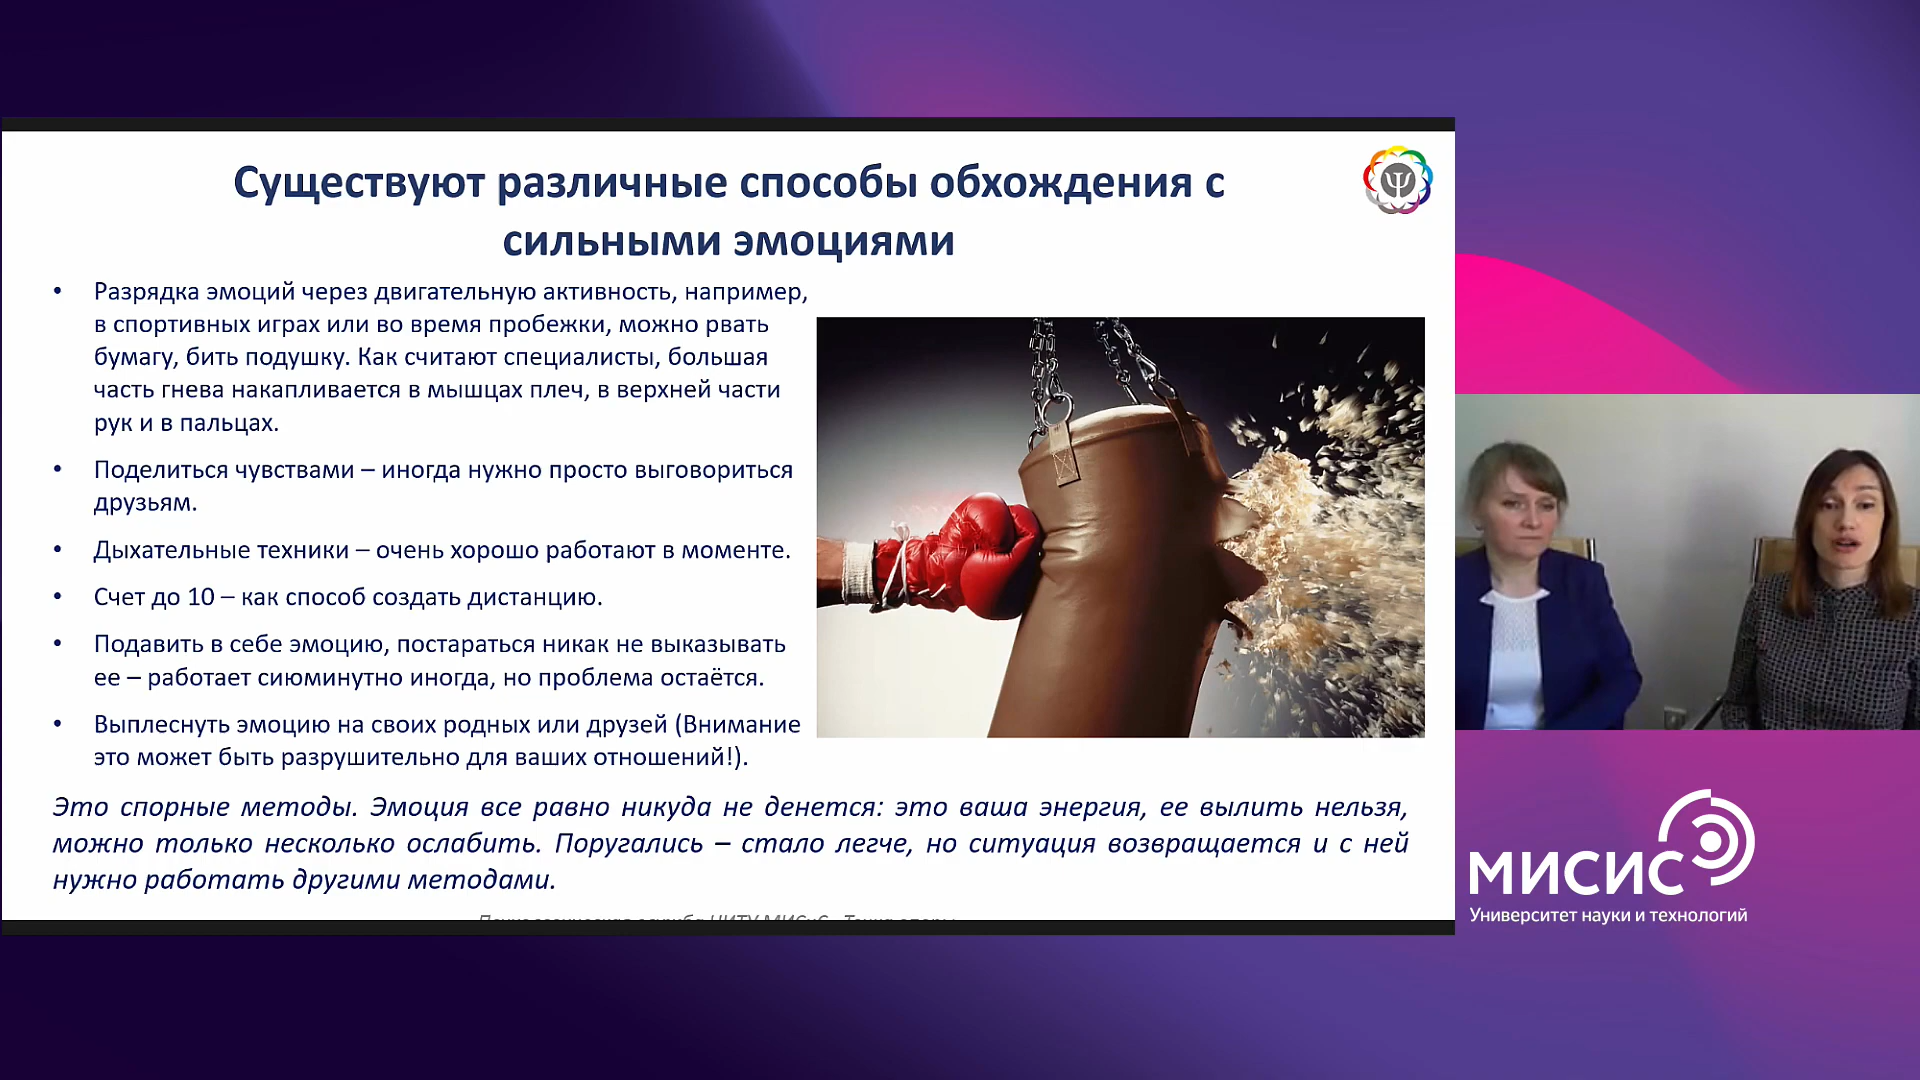 Существуют различные способы обхождения с
сильными эмоциями
• Разрядка эмоций через двигательную активность, например,
в спортивных играх или во время пробежки, можно рвать
бумагу, бить подушку. Как считают специалисты, большая
часть гнева накапливается в мышцах плеч, в верхней части
рук и в пальцах.
• Поделиться чувствами – иногда нужно просто выговориться
друзьям.
• Дыхательные техники – очень хорошо работают в моменте.
• Счет до 10 – как способ создать дистанцию.
• Подавить в себе эмоцию, постараться никак не выказывать
ее – работает сиюминутно иногда, но проблема остаётся.
• Выплеснуть эмоцию на своих родных или друзей (Внимание
это может быть разрушительно для ваших отношений!).
Это спорные методы. Эмоция все равно никуда не денется: это ваша энергия, ее вылить нельзя,
можно только несколько ослабить. Поругались – стало легче, но ситуация возвращается и с ней
нужно работать другими методами.
Ψ
МИСИС
Университет науки и технологий